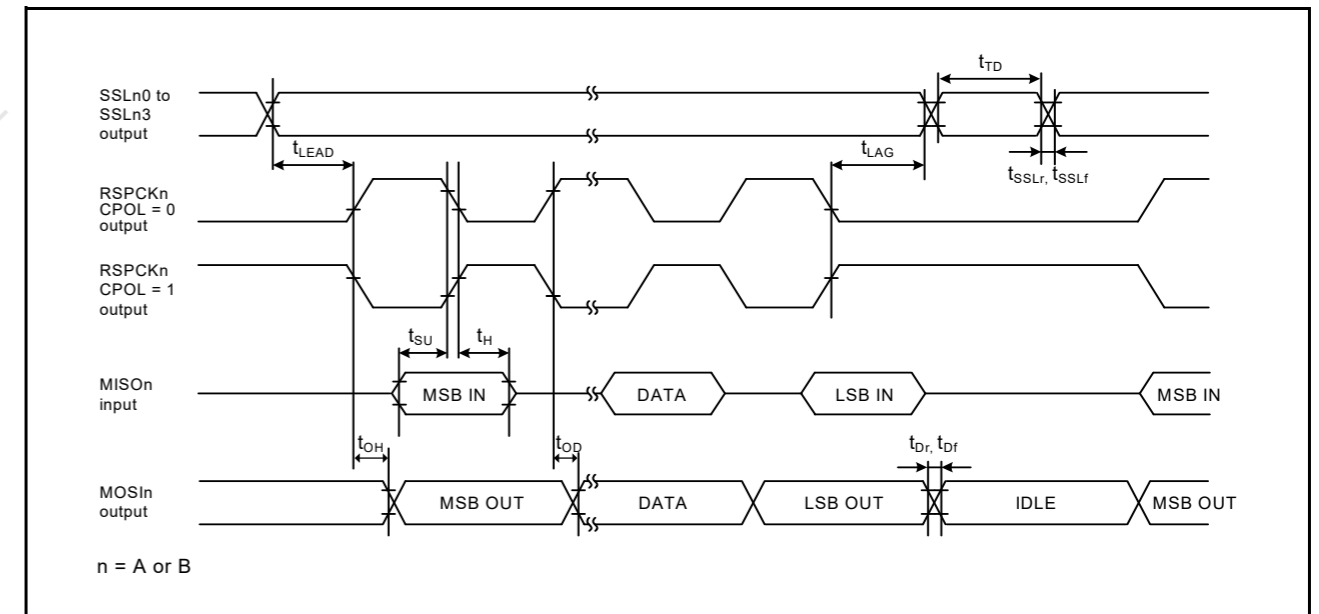 tTD
SSLn0 to
SSLn3
output
tLEAD
tLAG
tSSLr, tSSLf
RSPCKn
CPOL = 0
output
RSPCKn
CPOL = 1
output
tSU
tH
MISOn
input
MSB IN
DATA
LSB IN
MSB IN
tOH
tOD
tDr, tDf
MOSIn
output
MSB OUT
DATA
LSB OUT
IDLE
MSB OUT
n = A or B